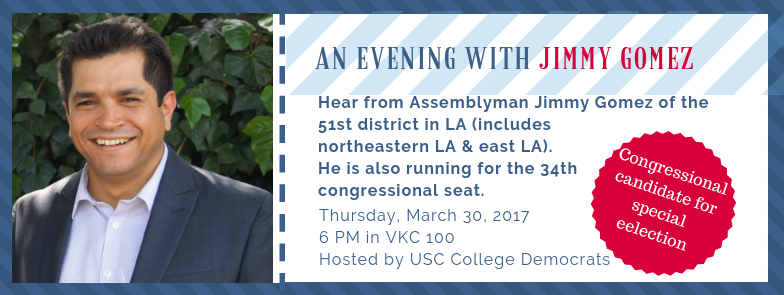 AN EVENING WITH JIMMY GOMEZ
Hear from Assemblyman Jimmy Gomez of the
51st district in LA (includes
northeastern LA & east LA).
He is also running for the 34th
congressional seat.
Thursday, March 30, 2017
6 PM in VKC 100
Hosted by USC College Democrats
Congressional
candidate for
special
eelection